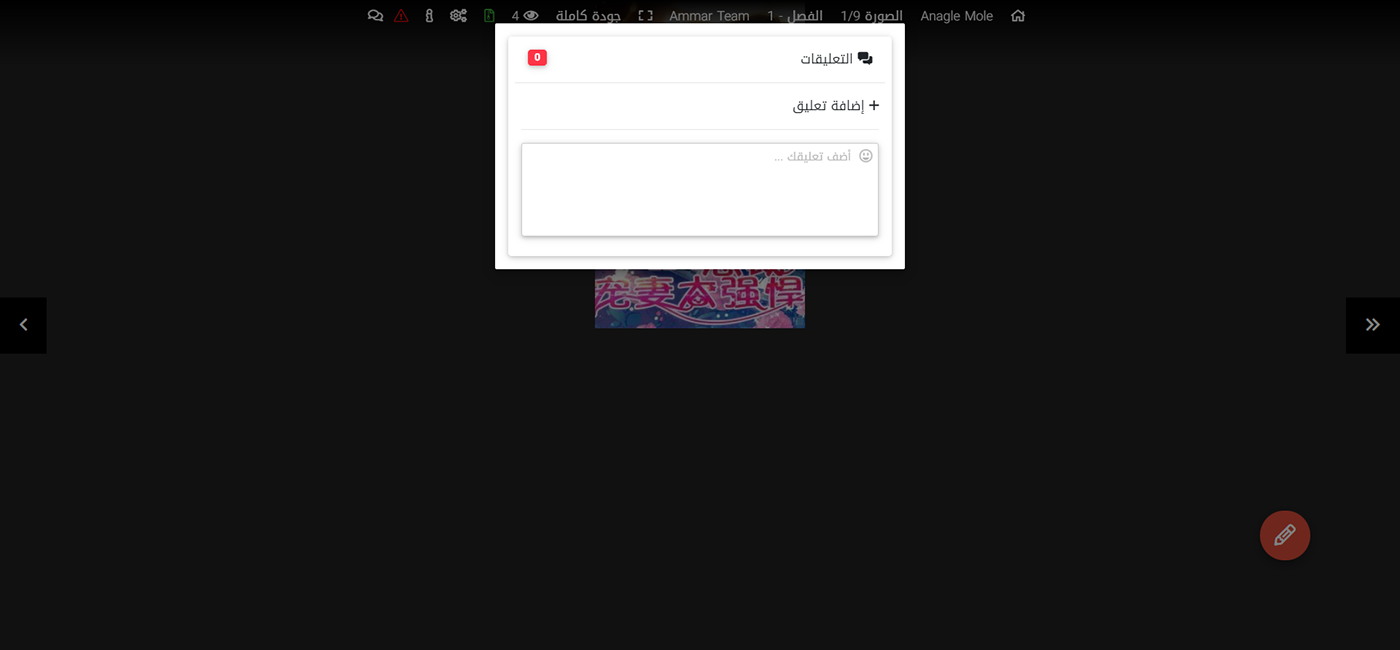 Anagle Mole الصورة 1/9 الفصل - 1 Ammar Team جودة كاملة 4
التعليقات 0
إضافة تعليق
أضف تعليقك ...
宠妻太强悍